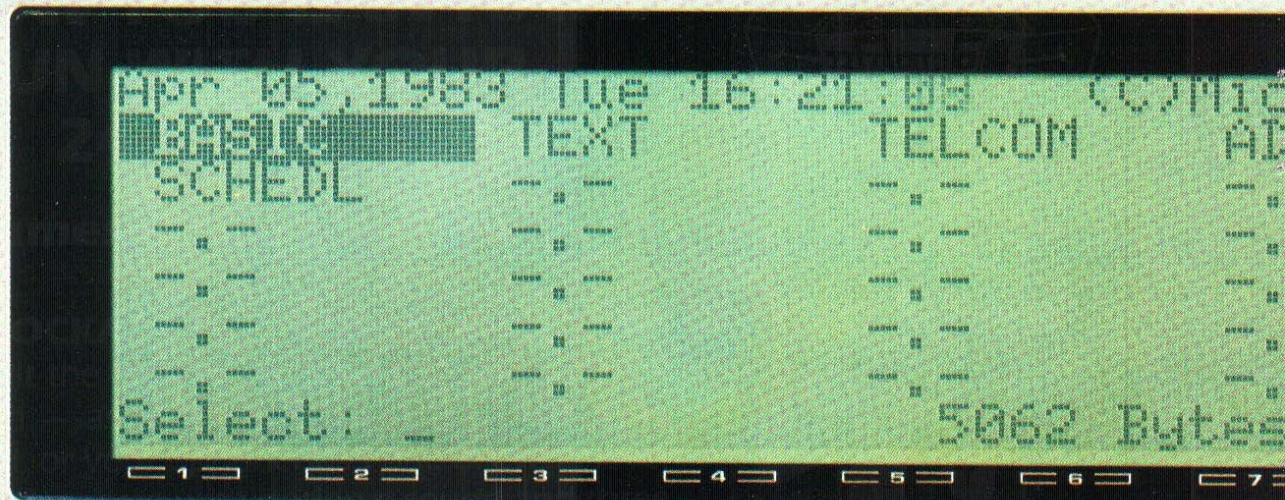 Apr 05,1983 Tue 16:21:09 (C)Mic
BASIC TEXT TELCOM AD
SCHEDL -.- -.- -.
-.- -.- -.- -.
-.- -.- -.- -.
-.- -.- -.- -.
-.- -.- -.- -.
Select: _ 5062 Bytes
1 2 3 4 5 6 7